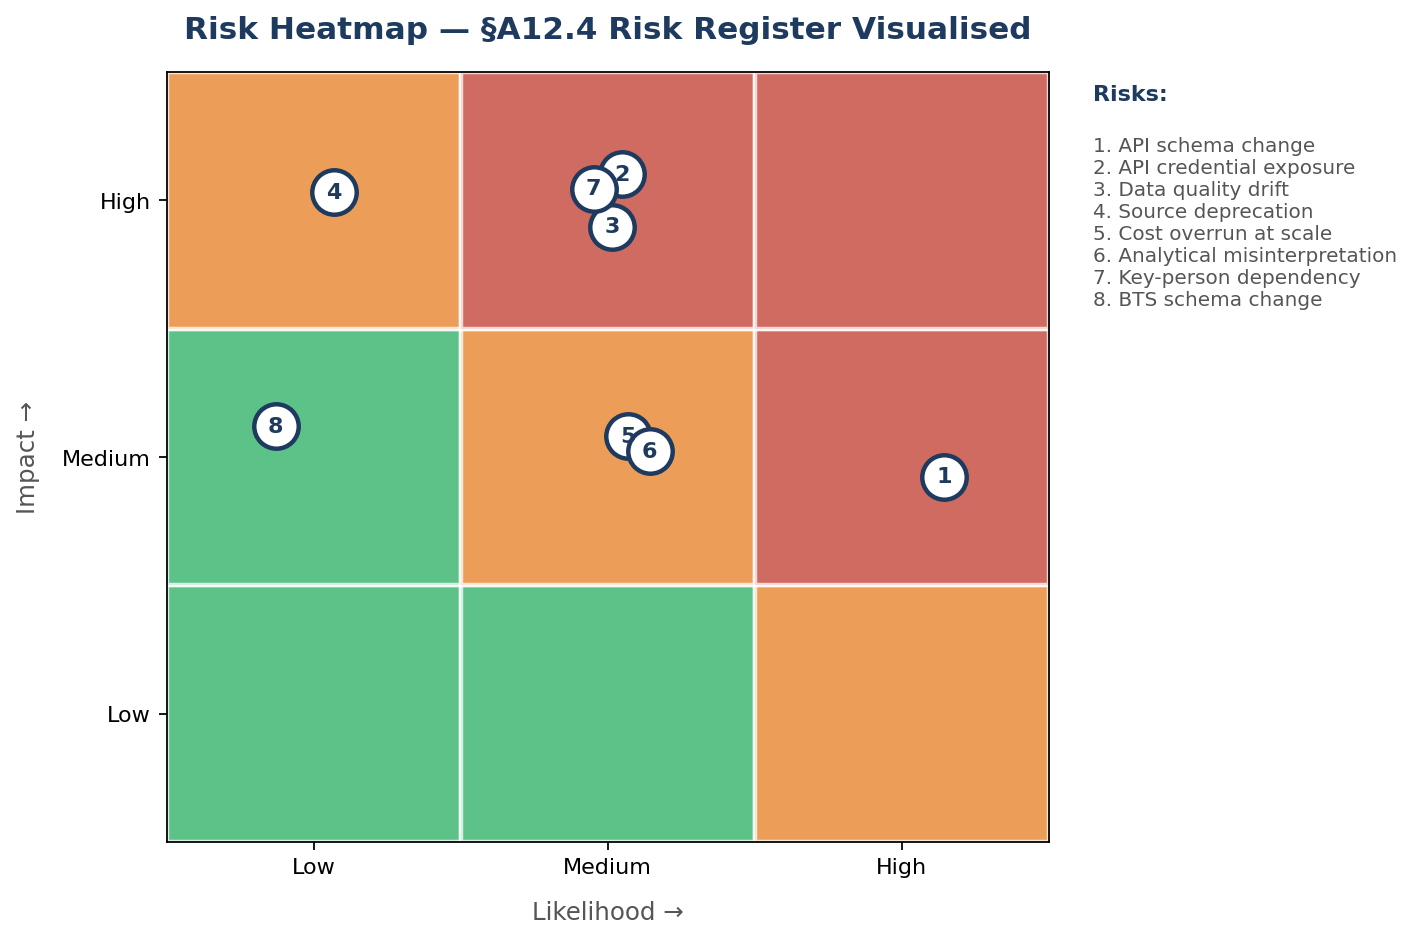 Risk Heatmap — §A12.4 Risk Register Visualised
Risks:
1. API schema change
2. API credential exposure
3. Data quality drift
4. Source deprecation
5. Cost overrun at scale
6. Analytical misinterpretation
7. Key-person dependency
8. BTS schema change
Impact →
High
Medium
Low
4
2
7
3
8
5
6
1
Low
Medium
High
Likelihood →